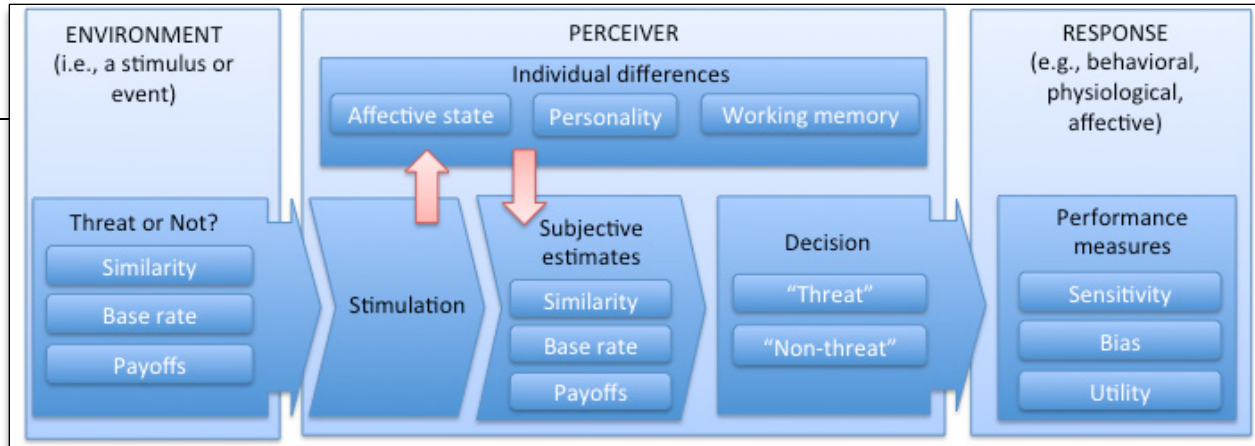 ENVIRONMENT
(i.e., a stimulus or
event)
Threat or Not?
Similarity
Base rate
Payoffs
PERCEIVER
Individual differences
Affective state
Personality
Working memory
Stimulation
Subjective
estimates
Similarity
Base rate
Payoffs
Decision
“Threat”
“Non-threat”
RESPONSE
(e.g., behavioral,
physiological,
affective)
Performance
measures
Sensitivity
Bias
Utility